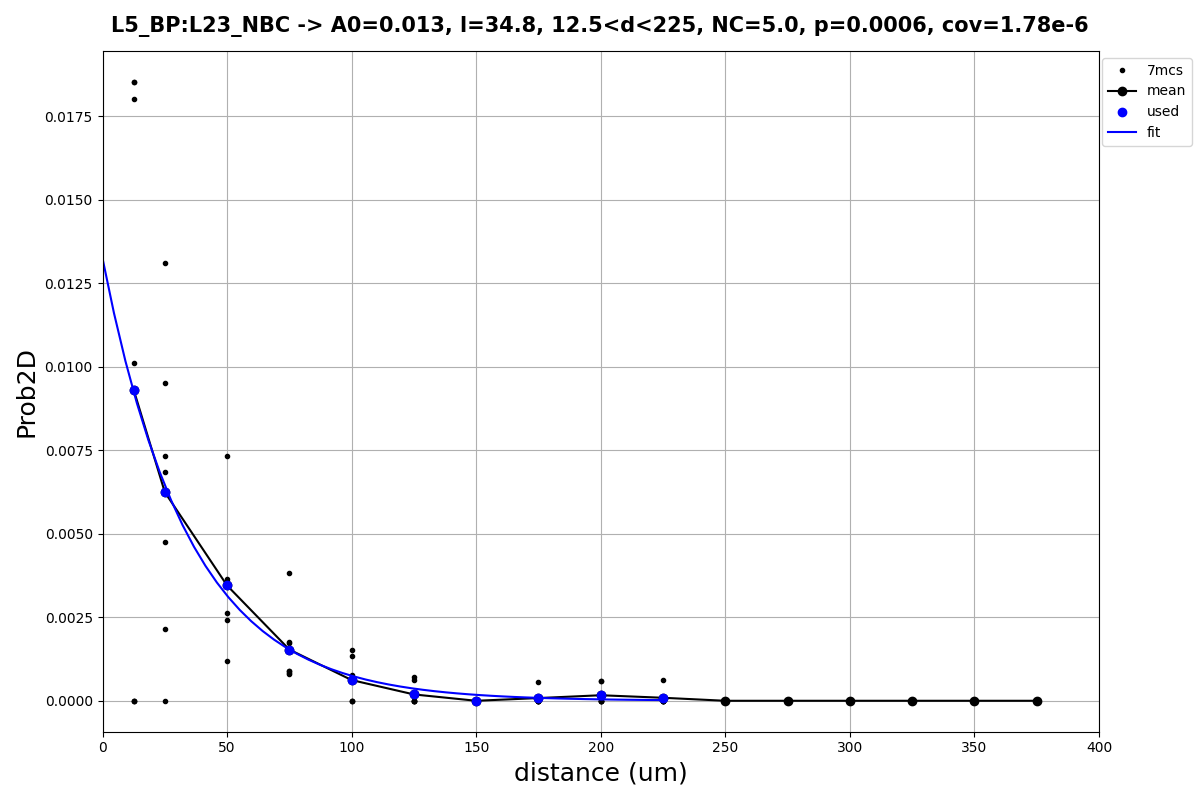 L5_BP:L23_NBC -> A0=0.013, l=34.8, 12.5<d<225, NC=5.0, p=0.0006, cov=1.78e-6
7mcs
mean
used
fit
0.0175
0.0150
0.0125
0.0100
0.0075
0.0050
0.0025
0.0000
Prob2D
0 50 100 150 200 250 300 350 400
distance (um)